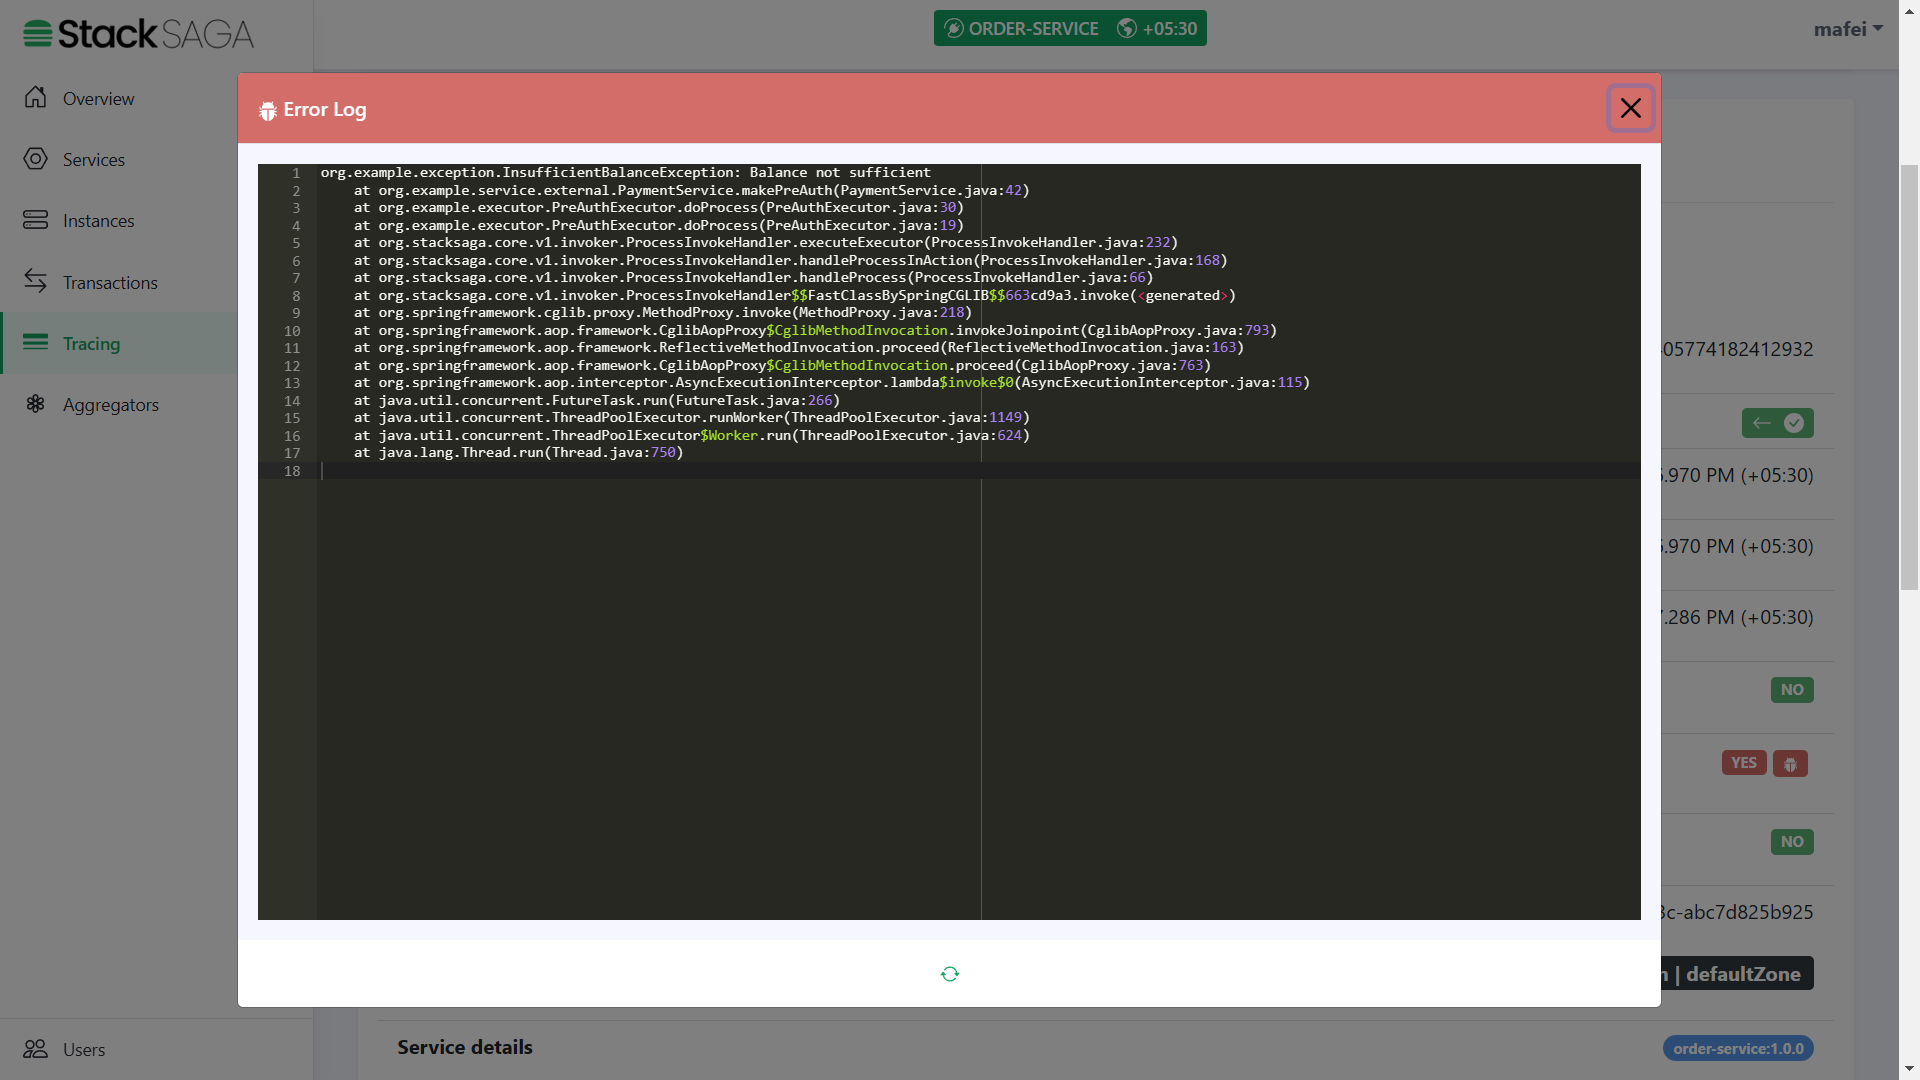 StackSAGA
ORDER-SERVICE +05:30
mafei
Overview
Services
Instances
Transactions
Tracing
Aggregators
Users
Error Log
1 org.example.exception.InsufficientBalanceException: Balance not sufficient
2 at org.example.service.external.PaymentService.makePreAuth(PaymentService.java:42)
3 at org.example.executor.PreAuthExecutor.doProcess(PreAuthExecutor.java:30)
4 at org.example.executor.PreAuthExecutor.doProcess(PreAuthExecutor.java:19)
5 at org.stacksaga.core.v1.invoker.ProcessInvokeHandler.executeExecutor(ProcessInvokeHandler.java:232)
6 at org.stacksaga.core.v1.invoker.ProcessInvokeHandler.handleProcessInAction(ProcessInvokeHandler.java:168)
7 at org.stacksaga.core.v1.invoker.ProcessInvokeHandler.handleProcess(ProcessInvokeHandler.java:66)
8 at org.stacksaga.core.v1.invoker.ProcessInvokeHandler$$FastClassBySpringCGLIB$$663cd9a3.invoke(<generated>)
9 at org.springframework.cglib.proxy.MethodProxy.invoke(MethodProxy.java:218)
10 at org.springframework.aop.framework.CglibAopProxy$CglibMethodInvocation.invokeJoinpoint(CglibAopProxy.java:793)
11 at org.springframework.aop.framework.ReflectiveMethodInvocation.proceed(ReflectiveMethodInvocation.java:163)
12 at org.springframework.aop.framework.CglibAopProxy$CglibMethodInvocation.proceed(CglibAopProxy.java:763)
13 at org.springframework.aop.interceptor.AsyncExecutionInterceptor.lambda$invoke$0(AsyncExecutionInterceptor.java:115)
14 at java.util.concurrent.FutureTask.run(FutureTask.java:266)
15 at java.util.concurrent.ThreadPoolExecutor.runWorker(ThreadPoolExecutor.java:1149)
16 at java.util.concurrent.ThreadPoolExecutor$Worker.run(ThreadPoolExecutor.java:624)
17 at java.lang.Thread.run(Thread.java:750)
18
05774182412932
.970 PM (+05:30)
.970 PM (+05:30)
.286 PM (+05:30)
NO
YES
NO
c-abc7d825b925
| defaultZone
Service details
order-service:1.0.0